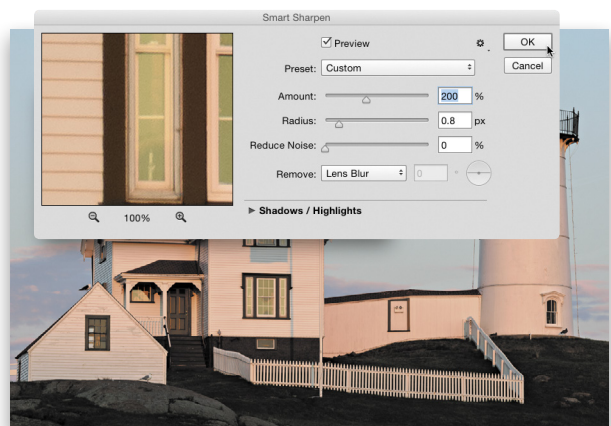 Smart Sharpen
Preview
OK
Preset: Custom
Cancel
Amount: 200 %
Radius: 0.8 px
Reduce Noise: 0 %
Remove: Lens Blur 0 °
100%
Shadows / Highlights